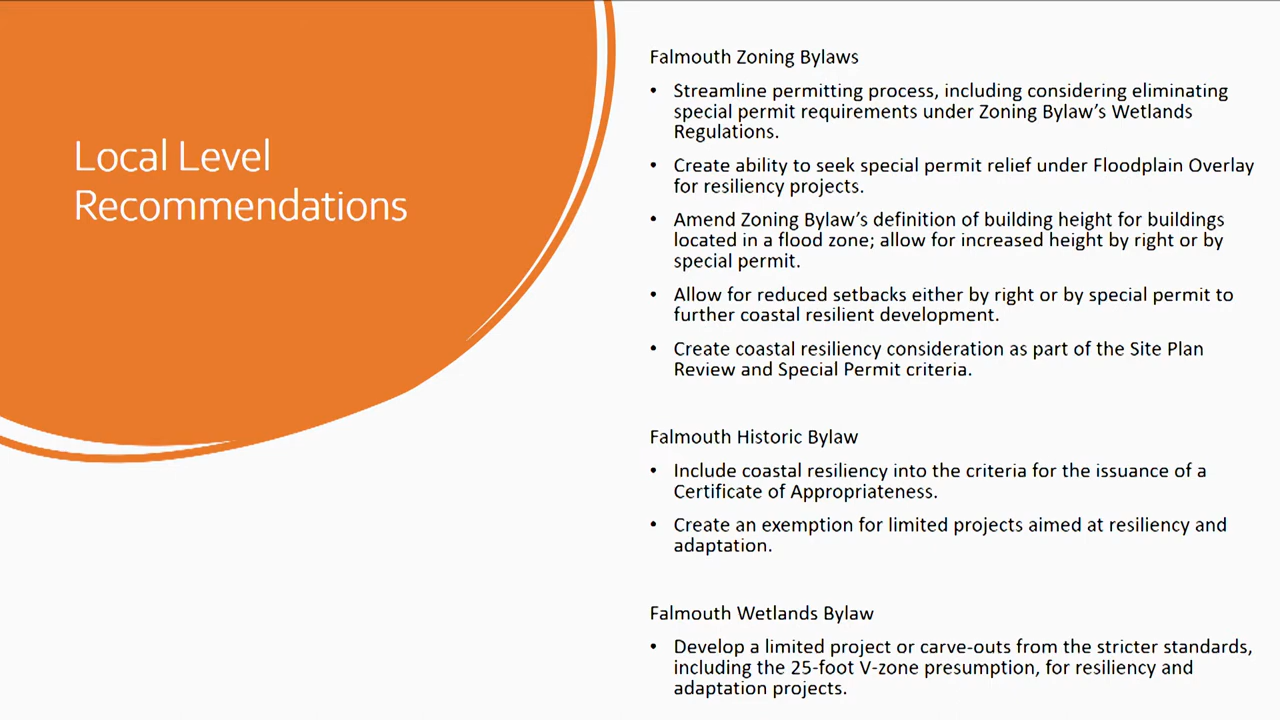 Local Level
Recommendations
Falmouth Zoning Bylaws
• Streamline permitting process, including considering eliminating
special permit requirements under Zoning Bylaw’s Wetlands
Regulations.
• Create ability to seek special permit relief under Floodplain Overlay
for resiliency projects.
• Amend Zoning Bylaw’s definition of building height for buildings
located in a flood zone; allow for increased height by right or by
special permit.
• Allow for reduced setbacks either by right or by special permit to
further coastal resilient development.
• Create coastal resiliency consideration as part of the Site Plan
Review and Special Permit criteria.
Falmouth Historic Bylaw
• Include coastal resiliency into the criteria for the issuance of a
Certificate of Appropriateness.
• Create an exemption for limited projects aimed at resiliency and
adaptation.
Falmouth Wetlands Bylaw
• Develop a limited project or carve-outs from the stricter standards,
including the 25-foot V-zone presumption, for resiliency and
adaptation projects.